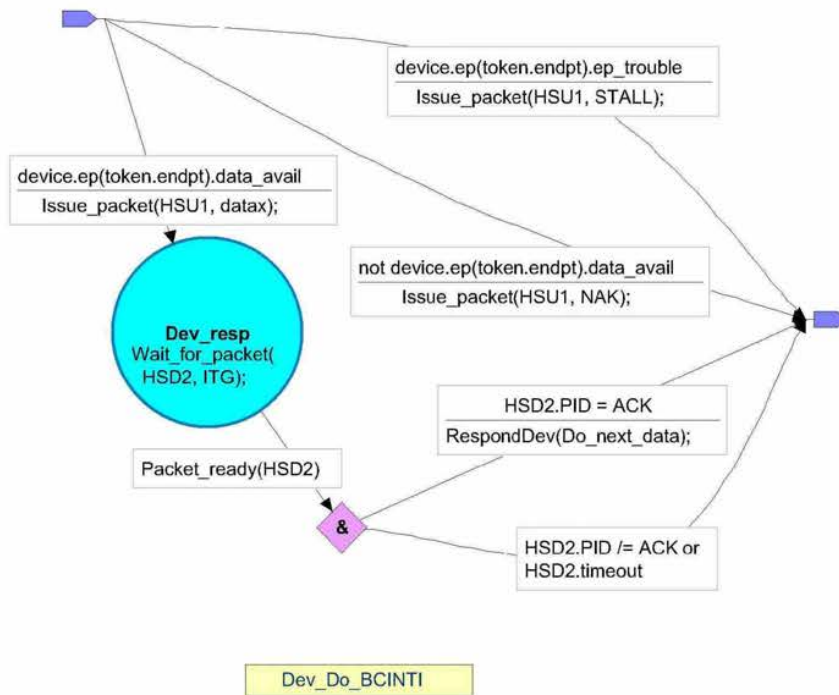 device.ep(token.endpt).ep_trouble
Issue_packet(HSU1, STALL);
device.ep(token.endpt).data_avail
Issue_packet(HSU1, datax);
not device.ep(token.endpt).data_avail
Issue_packet(HSU1, NAK);
Dev_resp
Wait_for_packet(
HSD2, ITG);
HSD2.PID = ACK
RespondDev(Do_next_data);
Packet_ready(HSD2)
&
HSD2.PID /= ACK or
HSD2.timeout
Dev_Do_BCINTI